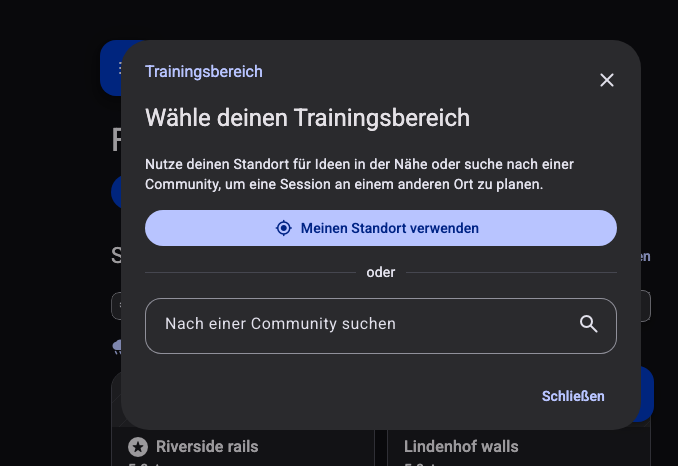 Trainingsbereich
Wähle deinen Trainingsbereich
Nutze deinen Standort für Ideen in der Nähe oder suche nach einer
Community, um eine Session an einem anderen Ort zu planen.
Meinen Standort verwenden
oder
Nach einer Community suchen
Schließen
Riverside rails
Lindenhof walls